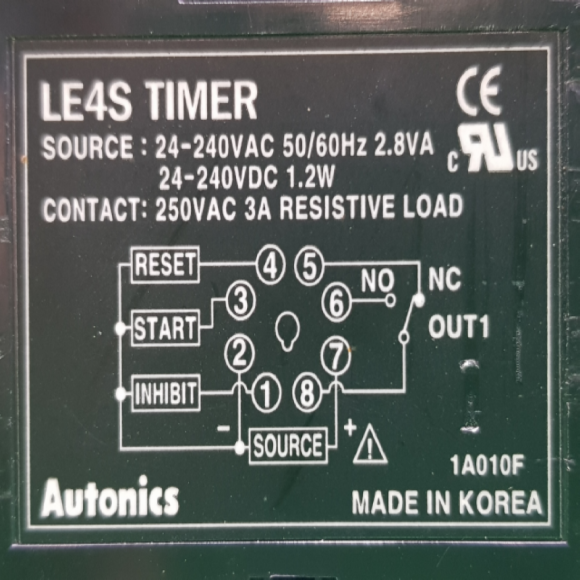 LE4S TIMER CE
SOURCE : 24-240VAC 50/60Hz 2.8VA
c RU US
24-240VDC 1.2W
CONTACT: 250VAC 3A RESISTIVE LOAD
RESET 4 5
NO NC
3 6
START OUT1
2 7
INHIBIT 1 8
- SOURCE + !
1A010F
Autonics MADE IN KOREA